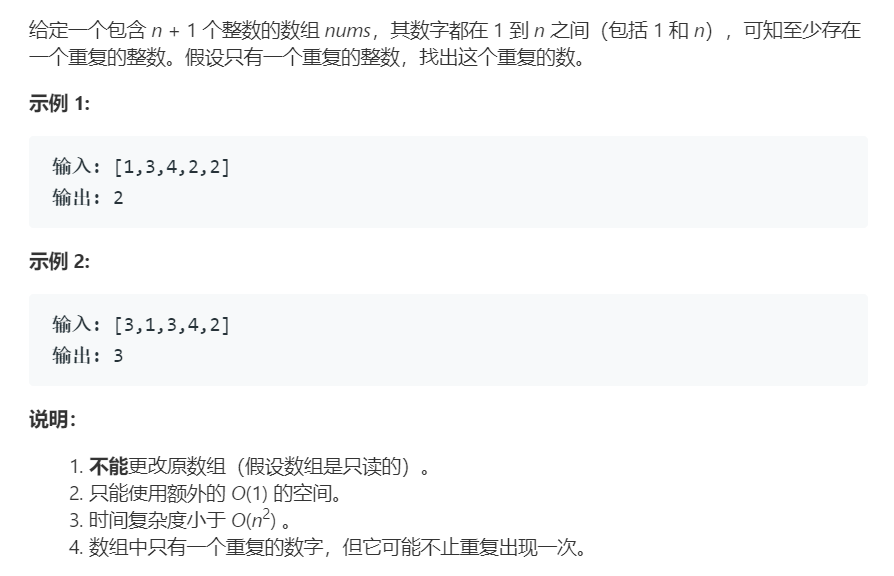 给定一个包含 n + 1 个整数的数组 nums，其数字都在 1 到 n 之间（包括 1 和 n），可知至少存在
一个重复的整数。假设只有一个重复的整数，找出这个重复的数。
示例 1:
输入: [1,3,4,2,2]
输出: 2
示例 2:
输入: [3,1,3,4,2]
输出: 3
说明：
1. 不能更改原数组（假设数组是只读的）。
2. 只能使用额外的 O(1) 的空间。
3. 时间复杂度小于 O(n²) 。
4. 数组中只有一个重复的数字，但它可能不止重复出现一次。